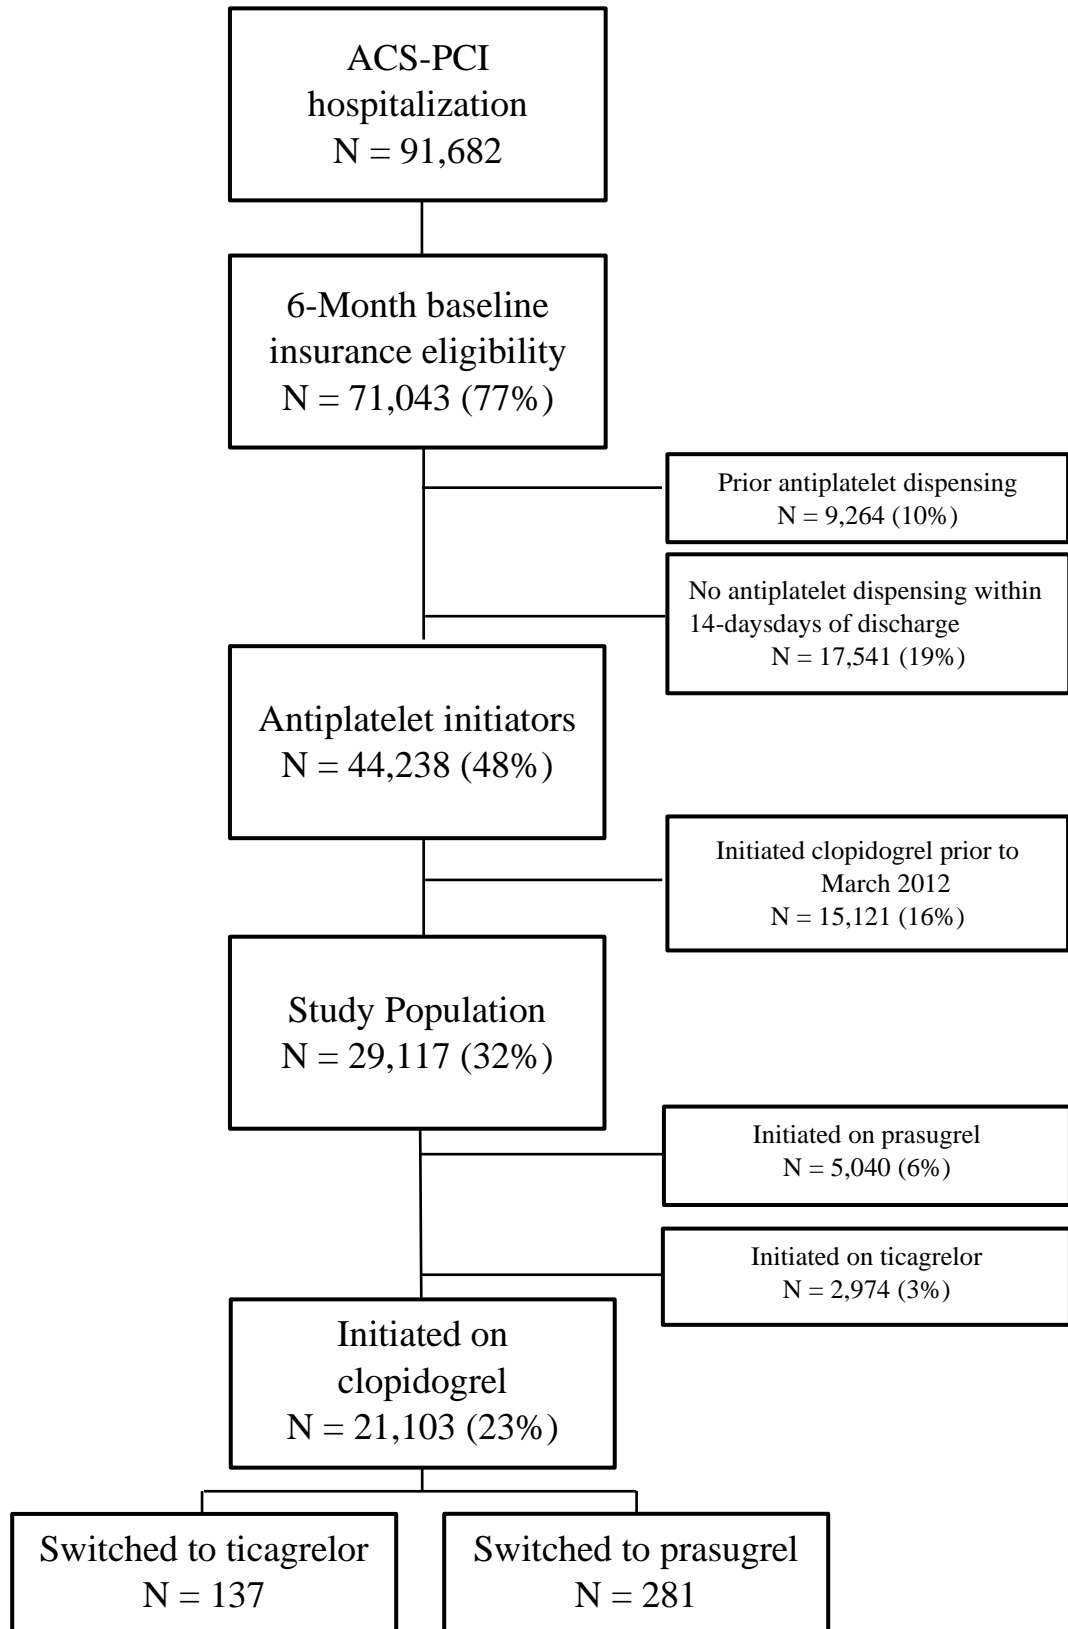 ACS-PCI
hospitalization
N = 91,682
6-Month baseline
insurance eligibility
N = 71,043 (77%)
Prior antiplatelet dispensing
N = 9,264 (10%)
No antiplatelet dispensing within
14-daysdays of discharge
N = 17,541 (19%)
Antiplatelet initiators
N = 44,238 (48%)
Initiated clopidogrel prior to
March 2012
N = 15,121 (16%)
Study Population
N = 29,117 (32%)
Initiated on prasugrel
N = 5,040 (6%)
Initiated on ticagrelor
N = 2,974 (3%)
Initiated on
clopidogrel
N = 21,103 (23%)
Switched to ticagrelor
N = 137
Switched to prasugrel
N = 281